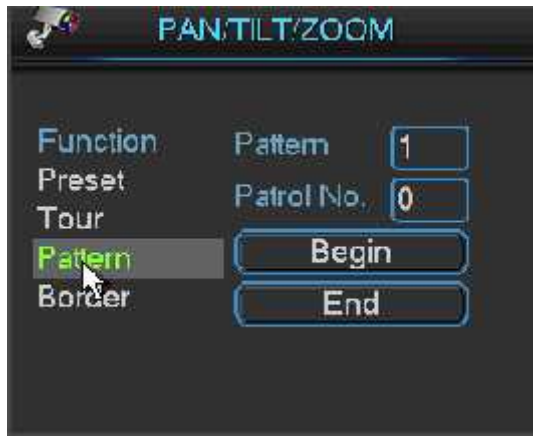 PAN/TILT/ZOOM
Function
Preset
Tour
Pattern
Border
Pattern 1
Patrol No. 0
Begin
End